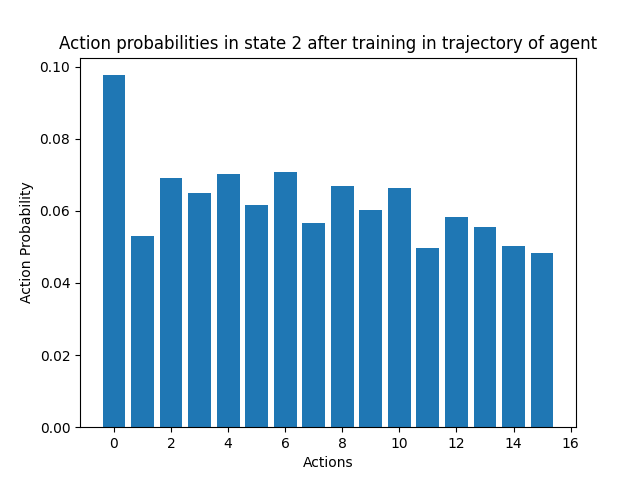 Action probabilities in state 2 after training in trajectory of agent
0.10
0.08
0.06
0.04
0.02
0.00
Action Probability
0 2 4 6 8 10 12 14 16
Actions